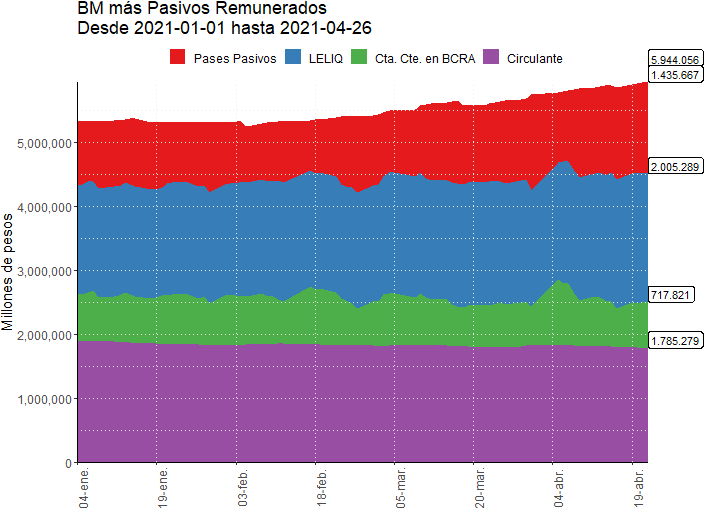 BM más Pasivos Remunerados
Desde 2021-01-01 hasta 2021-04-26
Pases Pasivos LELIQ Cta. Cte. en BCRA Circulante
5.944.056
1.435.667
2.005.289
717.821
1.785.279
Millones de pesos
5,000,000
4,000,000
3,000,000
2,000,000
1,000,000
0
04-ene. 19-ene. 03-feb. 18-feb. 05-mar. 20-mar. 04-abr. 19-abr.